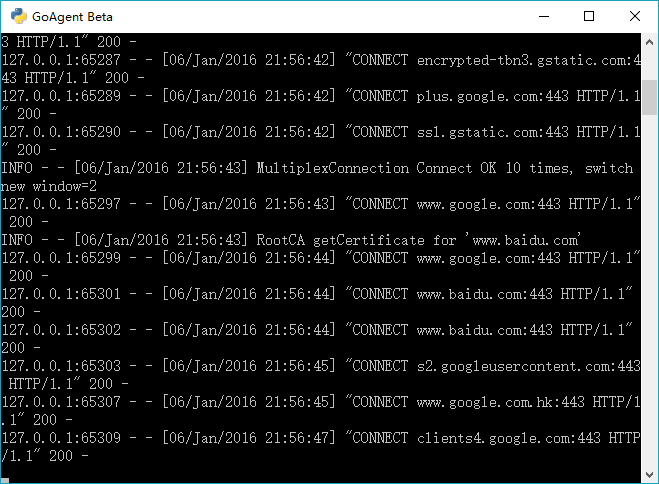 GoAgent Beta
3 HTTP/1.1" 200 -
127.0.0.1:65287 - - [06/Jan/2016 21:56:42] "CONNECT encrypted-tbn3.gstatic.com:4
43 HTTP/1.1" 200 -
127.0.0.1:65289 - - [06/Jan/2016 21:56:42] "CONNECT plus.google.com:443 HTTP/1.1
" 200 -
127.0.0.1:65290 - - [06/Jan/2016 21:56:42] "CONNECT ssl.gstatic.com:443 HTTP/1.1
" 200 -
INFO - - [06/Jan/2016 21:56:43] MultiplexConnection Connect OK 10 times, switch
new window=2
127.0.0.1:65297 - - [06/Jan/2016 21:56:43] "CONNECT www.google.com:443 HTTP/1.1"
 200 -
INFO - - [06/Jan/2016 21:56:43] RootCA getCertificate for 'www.baidu.com'
127.0.0.1:65299 - - [06/Jan/2016 21:56:44] "CONNECT www.google.com:443 HTTP/1.1"
 200 -
127.0.0.1:65301 - - [06/Jan/2016 21:56:44] "CONNECT www.baidu.com:443 HTTP/1.1"
200 -
127.0.0.1:65302 - - [06/Jan/2016 21:56:44] "CONNECT www.baidu.com:443 HTTP/1.1"
200 -
127.0.0.1:65303 - - [06/Jan/2016 21:56:45] "CONNECT s2.googleusercontent.com:443
 HTTP/1.1" 200 -
127.0.0.1:65307 - - [06/Jan/2016 21:56:45] "CONNECT www.google.com.hk:443 HTTP/1
.1" 200 -
127.0.0.1:65309 - - [06/Jan/2016 21:56:47] "CONNECT clients4.google.com:443 HTTP
/1.1" 200 -